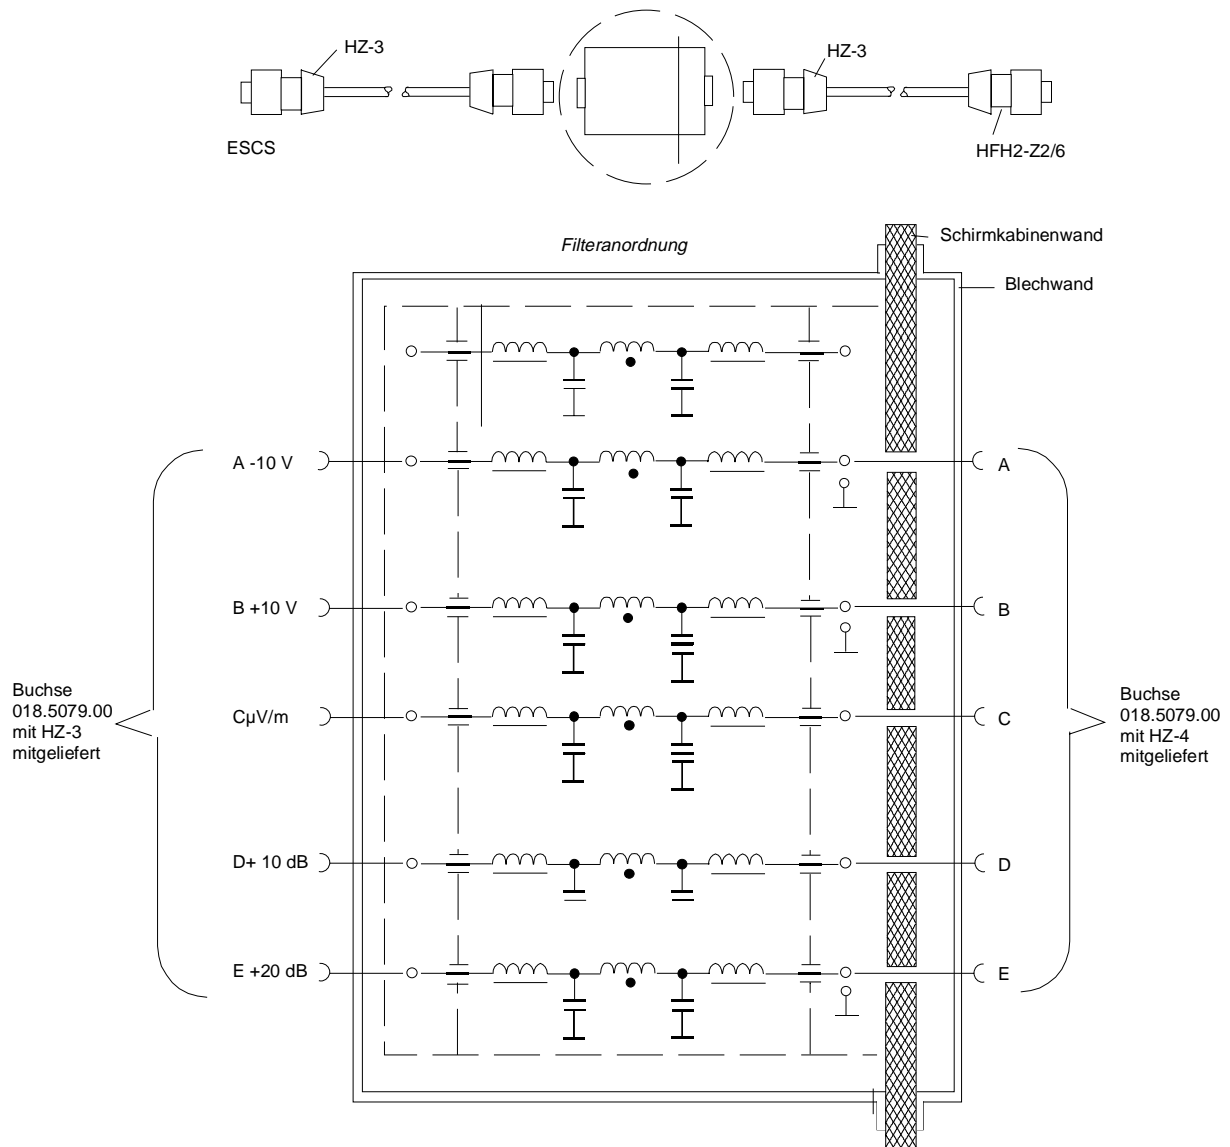 HZ-3
HZ-3
ESCS
HFH2-Z2/6
Schirmkabinenwand
Filteranordnung
Blechwand
A -10 V
A
B +10 V
B
Buchse
018.5079.00
mit HZ-3
mitgeliefert
CµV/m
C
Buchse
018.5079.00
mit HZ-4
mitgeliefert
D+ 10 dB
D
E +20 dB
E